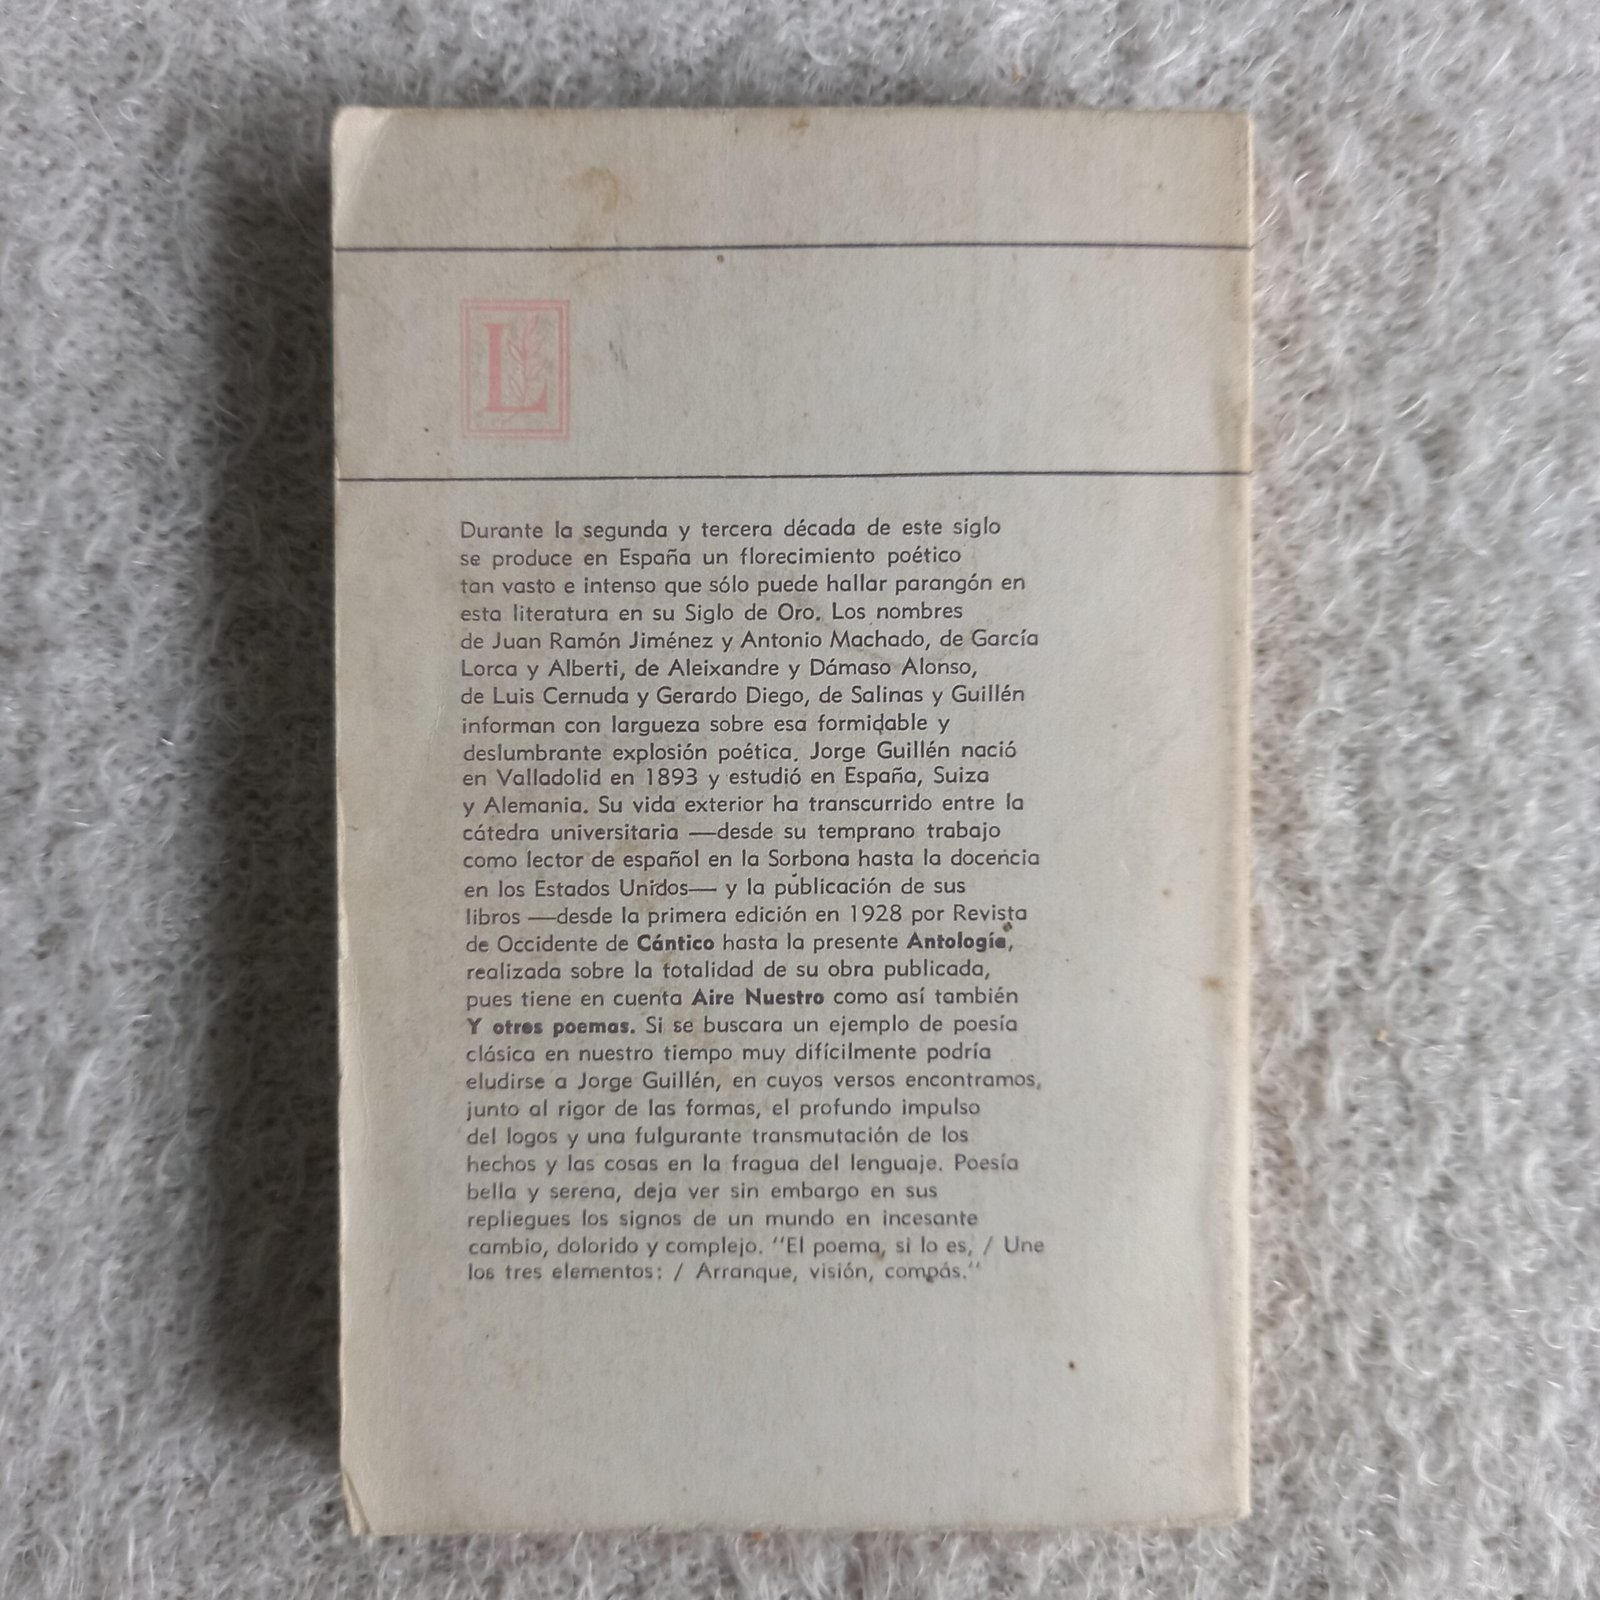 L
Durante la segunda y tercera década de este siglo
se produce en España un florecimiento poético
tan vasto e intenso que sólo puede hallar parangón en
esta literatura en su Siglo de Oro. Los nombres
de Juan Ramón Jiménez y Antonio Machado, de García
Lorca y Alberti, de Aleixandre y Dámaso Alonso,
de Luis Cernuda y Gerardo Diego, de Salinas y Guillén
informan con largueza sobre esa formidable y
deslumbrante explosión poética. Jorge Guillén nació
en Valladolid en 1893 y estudió en España, Suiza
y Alemania. Su vida exterior ha transcurrido entre la
cátedra universitaria —desde su temprano trabajo
como lector de español en la Sorbona hasta la docencia
en los Estados Unidos— y la publicación de sus
libros —desde la primera edición en 1928 por Revista
de Occidente de Cántico hasta la presente Antología,
realizada sobre la totalidad de su obra publicada,
pues tiene en cuenta Aire Nuestro como así también
Y otros poemas. Si se buscara un ejemplo de poesía
clásica en nuestro tiempo muy difícilmente podría
eludirse a Jorge Guillén, en cuyos versos encontramos,
junto al rigor de las formas, el profundo impulso
del logos y una fulgurante transmutación de los
hechos y las cosas en la fragua del lenguaje. Poesía
bella y serena, deja ver sin embargo en sus
repliegues los signos de un mundo en incesante
cambio, dolorido y complejo. "El poema, si lo es, / Une
los tres elementos: / Arranque, visión, compás."